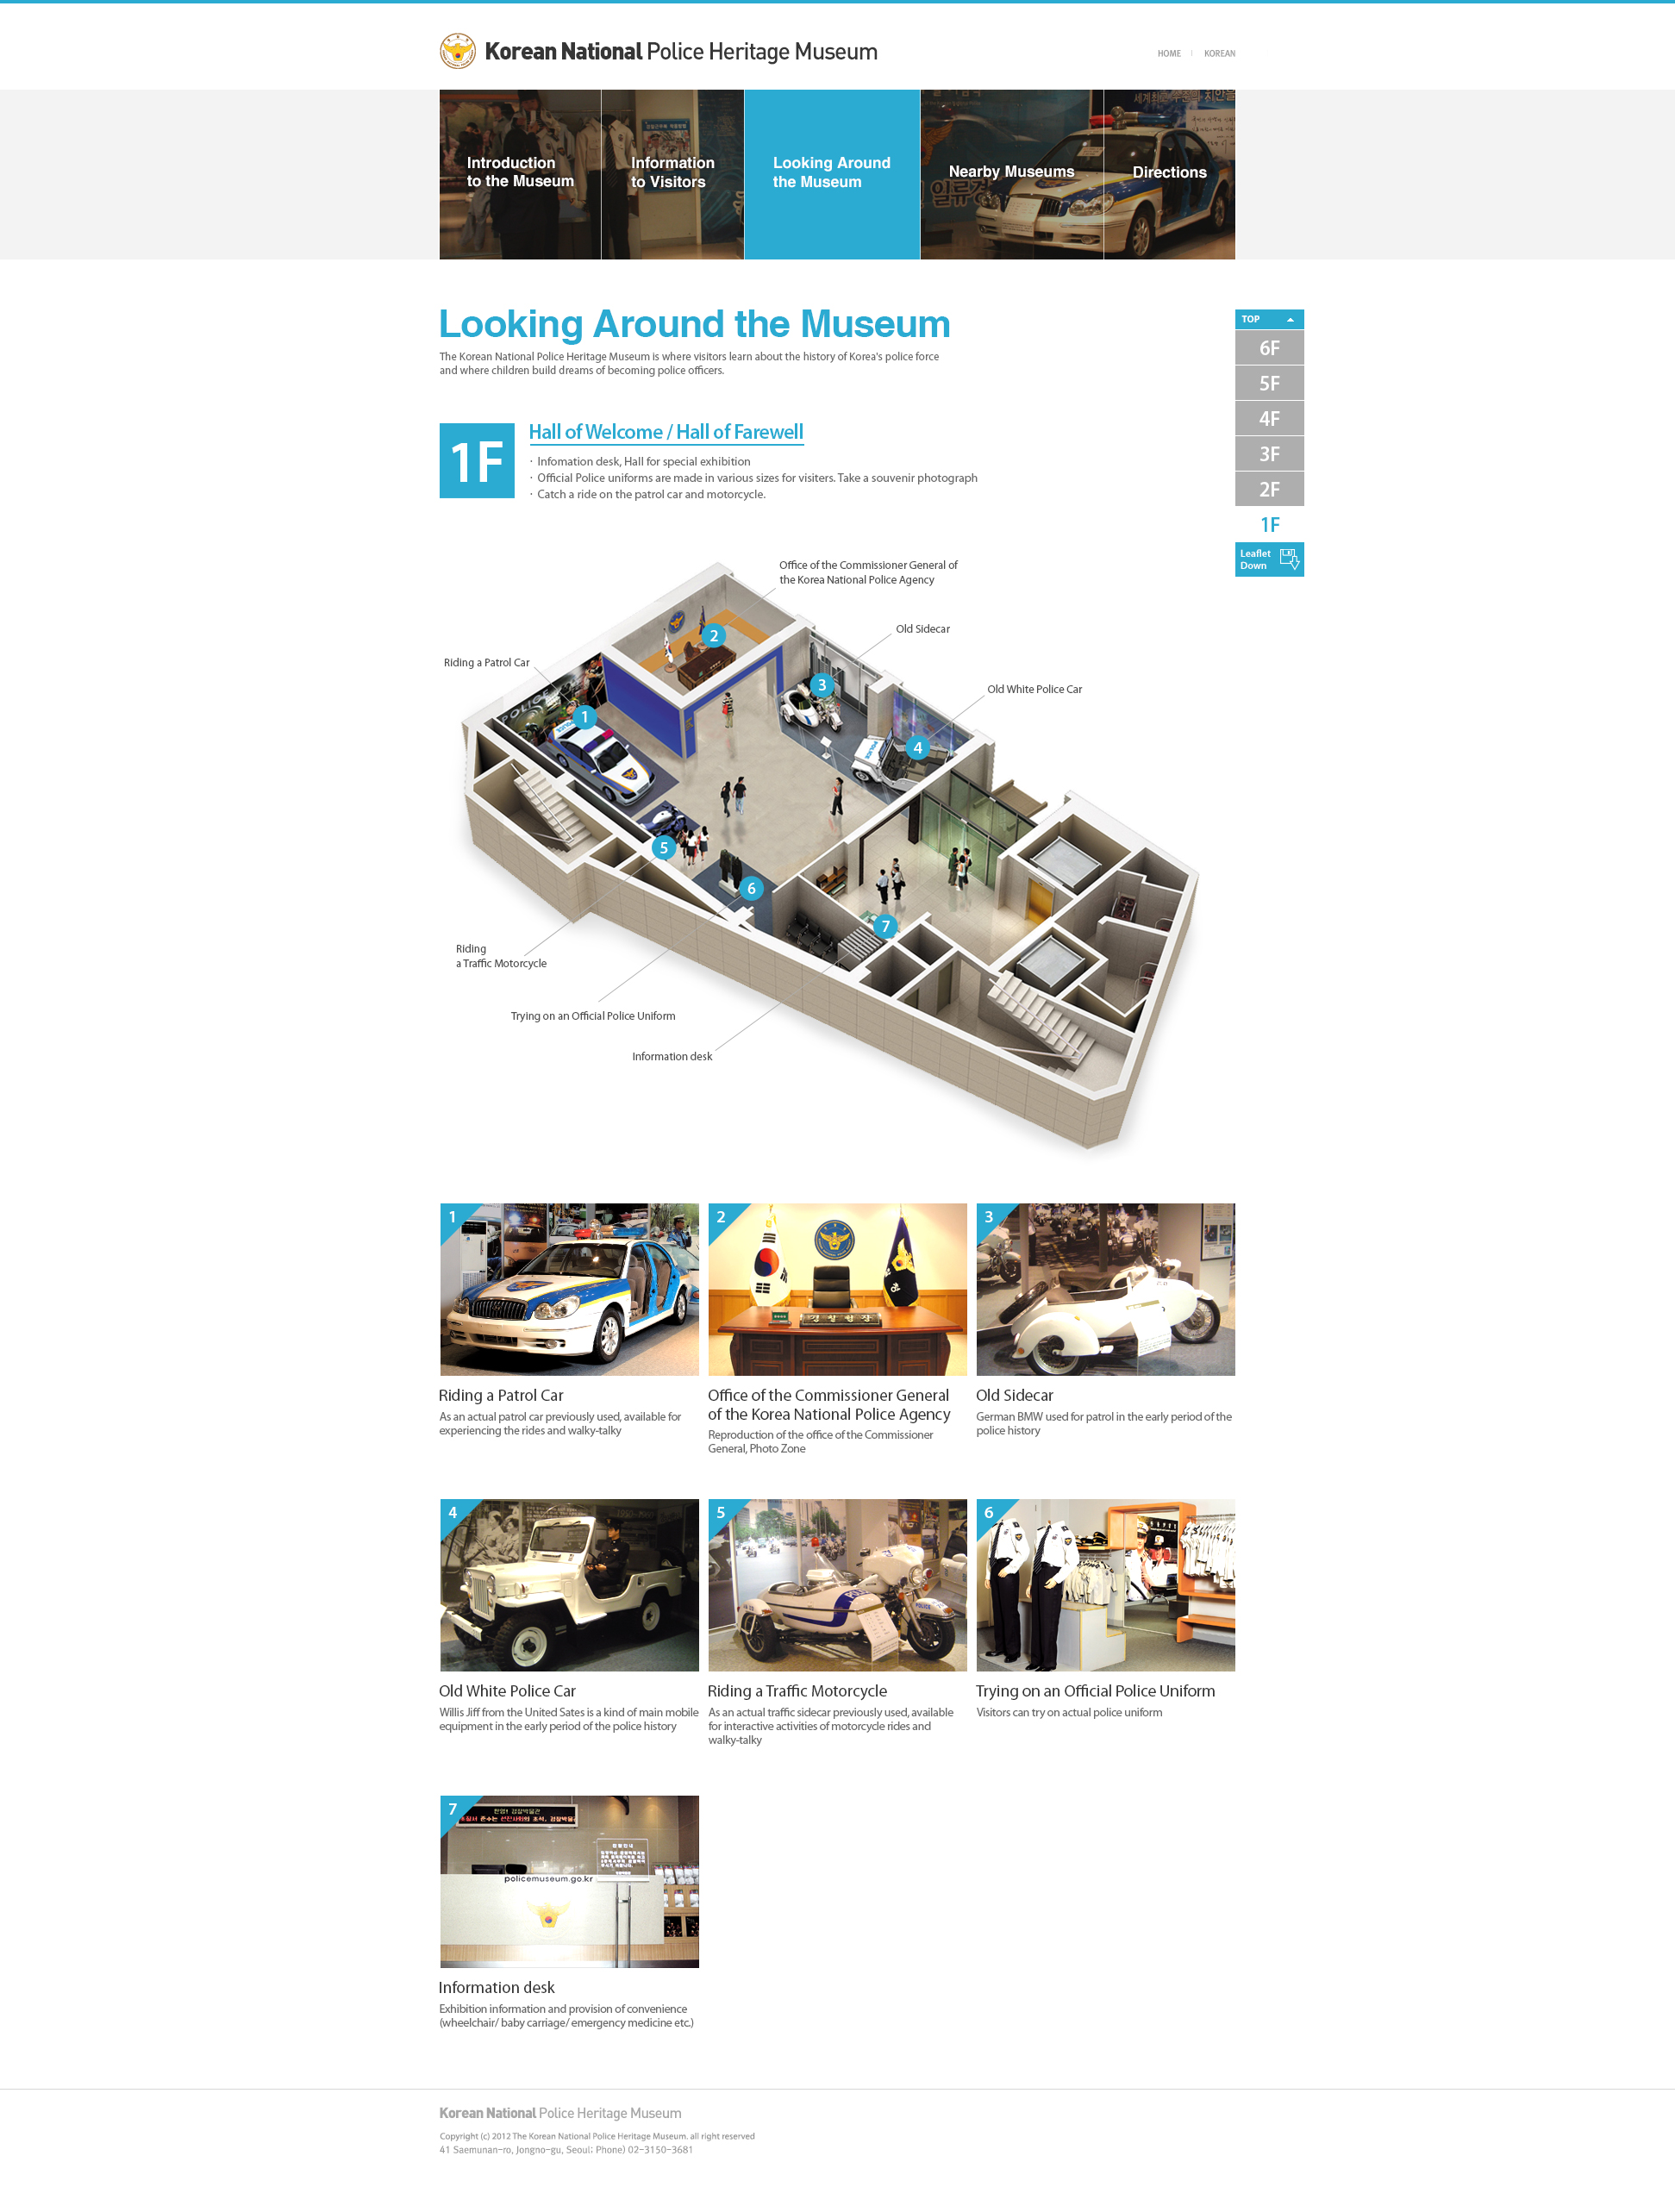 Korean National Police Heritage Museum
HOME
KOREAN
Introduction
to the Museum
Information
to Visitors
Looking Around
the Museum
Nearby Museums
Directions
Looking Around the Museum
The Korean National Police Heritage Museum is where visitors learn about the history of Korea's police force
and where children build dreams of becoming police officers.
TOP
6F
5F
4F
3F
2F
1F
Leaflet
Down
1F
Hall of Welcome / Hall of Farewell
· Infomation desk, Hall for special exhibition
· Official Police uniforms are made in various sizes for visiters. Take a souvenir photograph
· Catch a ride on the patrol car and motorcycle.
Office of the Commissioner General of
the Korea National Police Agency
Old Sidecar
Riding a Patrol Car
Old White Police Car
POLICE
POLICE
1
2
3
4
5
6
7
Riding
a Traffic Motorcycle
Trying on an Official Police Uniform
Information desk
1
2
3
Riding a Patrol Car
As an actual patrol car previously used, available for
experiencing the rides and walky-talky
Office of the Commissioner General
of the Korea National Police Agency
Reproduction of the office of the Commissioner
General, Photo Zone
Old Sidecar
German BMW used for patrol in the early period of the
police history
4
5
6
Old White Police Car
Willis Jiff from the United Sates is a kind of main mobile
equipment in the early period of the police history
Riding a Traffic Motorcycle
As an actual traffic sidecar previously used, available
for interactive activities of motorcycle rides and
walky-talky
Trying on an Official Police Uniform
Visitors can try on actual police uniform
7
policemuseum.go.kr
Information desk
Exhibition information and provision of convenience
(wheelchair/ baby carriage/ emergency medicine etc.)
Korean National Police Heritage Museum
Copyright (c) 2012 The Korean National Police Heritage Museum. all right reserved
41 Saemunan-ro, Jongno-gu, Seoul; Phone) 02-3150-3681